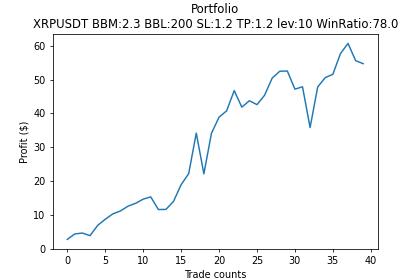 Portfolio
XRPUSDT BBM:2.3 BBL:200 SL:1.2 TP:1.2 lev:10 WinRatio:78.0
60
50
40
30
20
10
0
Profit ($)
0 5 10 15 20 25 30 35 40
Trade counts